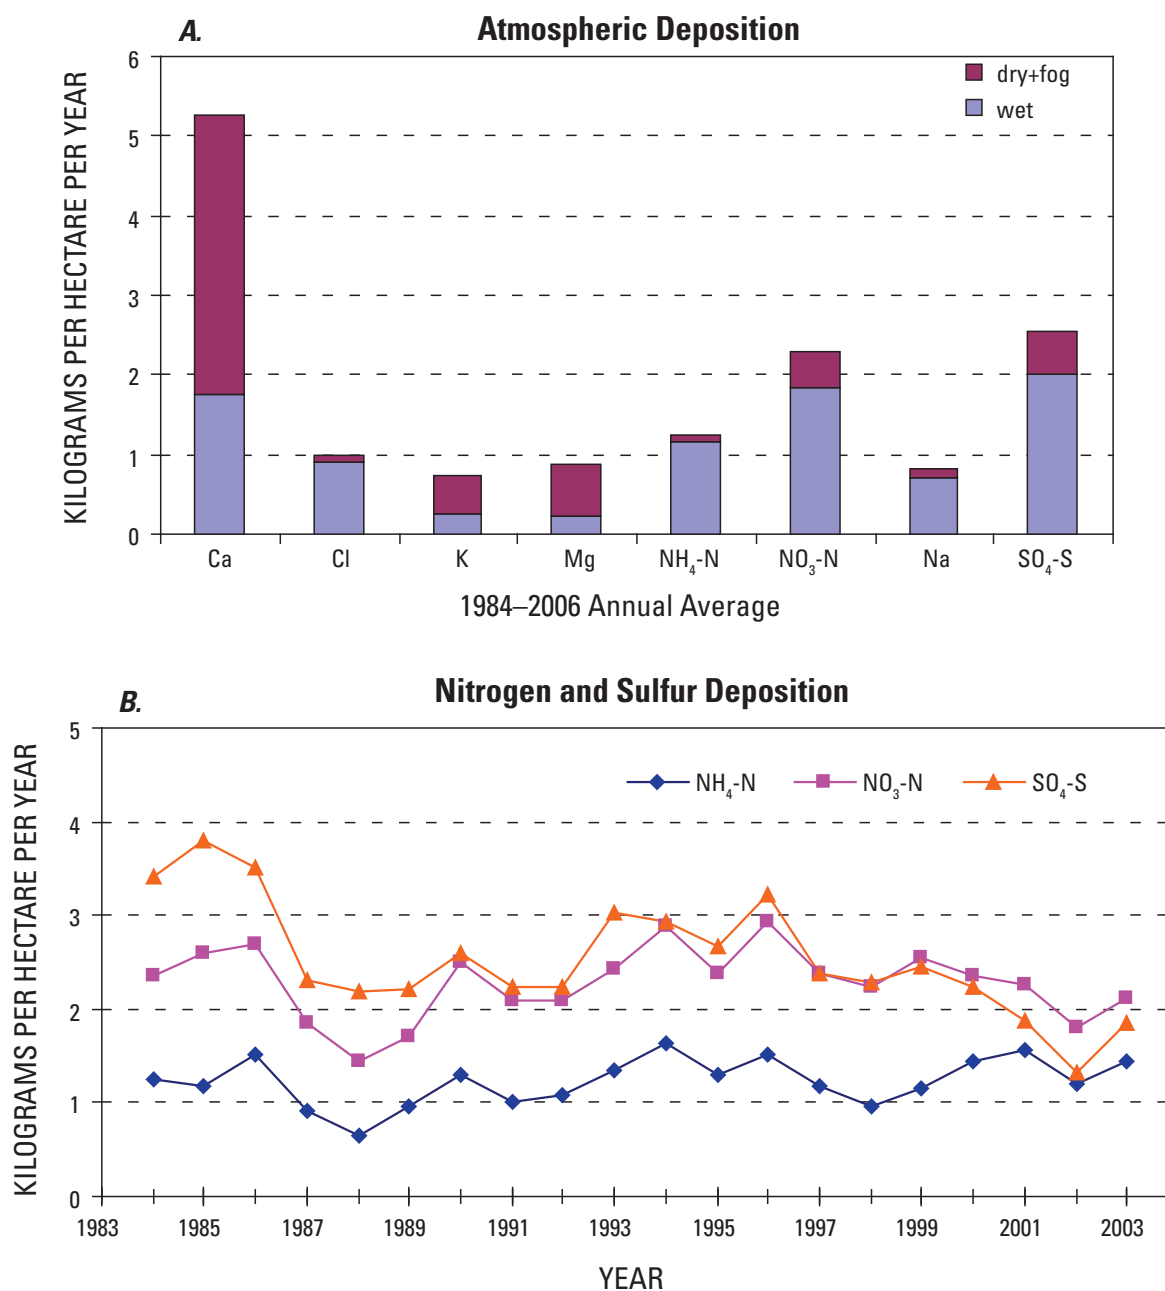 A.
Atmospheric Deposition
KILOGRAMS PER HECTARE PER YEAR
6
5
4
3
2
1
0
dry+fog
wet
Ca Cl K Mg NH₄-N NO₃-N Na SO₄-S
1984–2006 Annual Average
B.
Nitrogen and Sulfur Deposition
KILOGRAMS PER HECTARE PER YEAR
5
4
3
2
1
0
NH₄-N NO₃-N SO₄-S
1983 1985 1987 1989 1991 1993 1995 1997 1999 2001 2003
YEAR